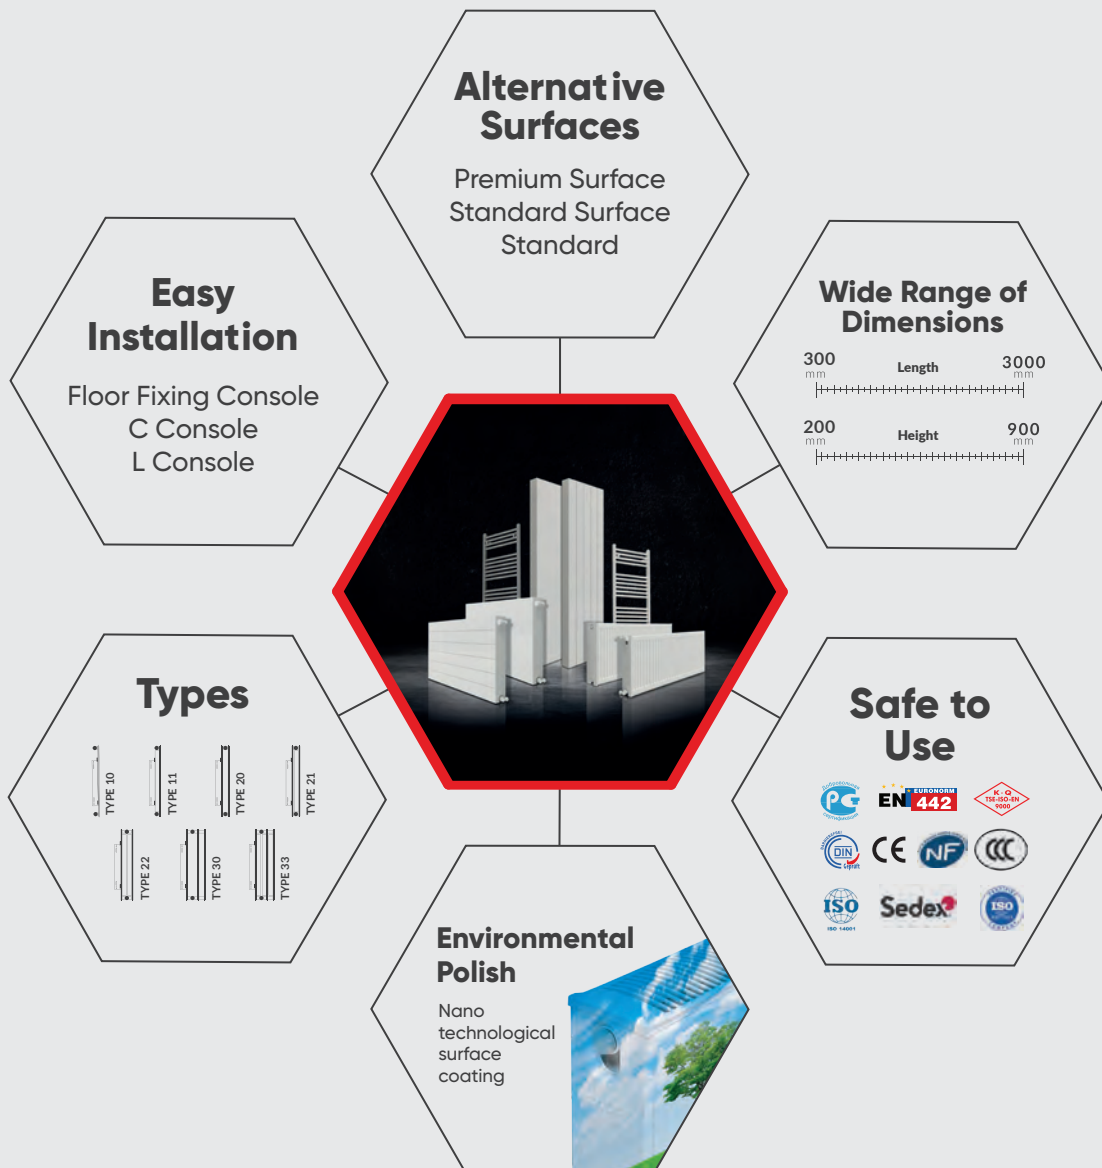 Alternative
Surfaces
Premium Surface
Standard Surface
Standard
Easy
Installation
Floor Fixing Console
C Console
L Console
Wide Range of
Dimensions
300 Length 3000
mm mm
200 Height 900
mm mm
Types
TYPE 10
TYPE 11
TYPE 20
TYPE 21
TYPE 22
TYPE 30
TYPE 33
Safe to
Use
EN EURONORM
442
K-Q
TSE-ISO-EN
9000
DIN
Geprüft
CE
NF
CCC
ISO
ISO 14001
Sedex
ISO
Environmental
Polish
Nano
technological
surface
coating